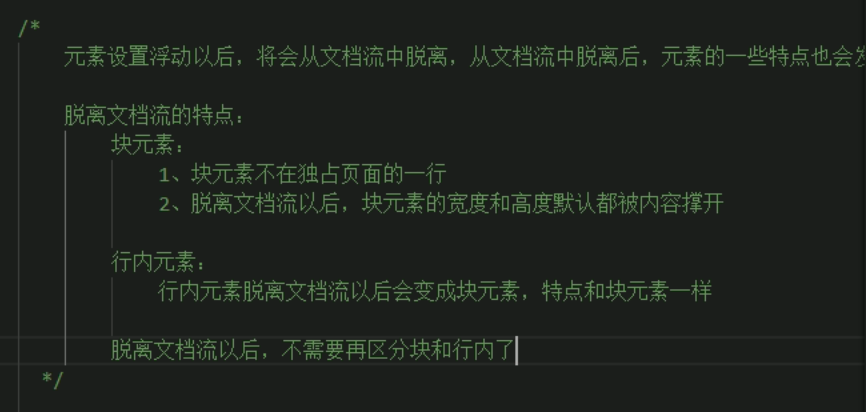 /*
元素设置浮动以后，将会从文档流中脱离，从文档流中脱离后，元素的一些特点也会
脱离文档流的特点：
块元素：
1、块元素不在独占页面的一行
2、脱离文档流以后，块元素的宽度和高度默认都被内容撑开
行内元素：
行内元素脱离文档流以后会变成块元素，特点和块元素一样
脱离文档流以后，不需要再区分块和行内了
*/